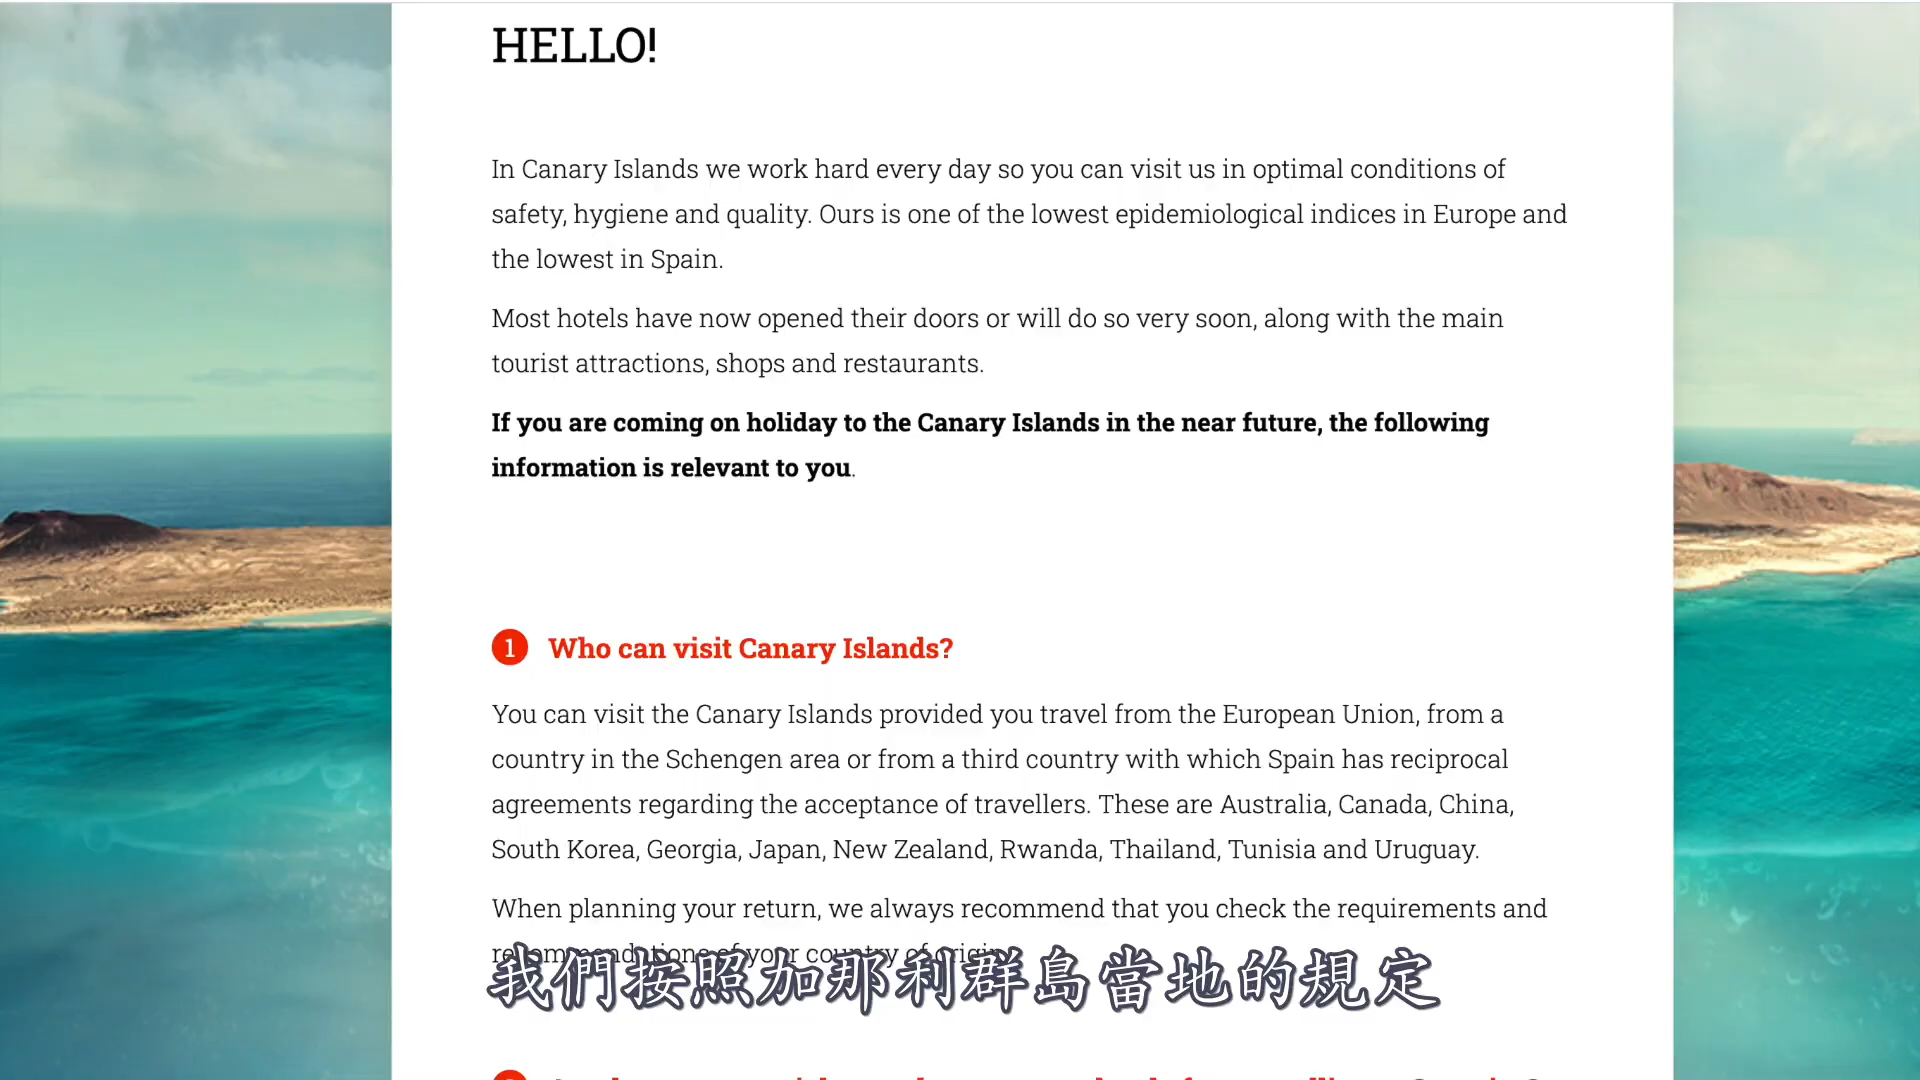 HELLO!
In Canary Islands we work hard every day so you can visit us in optimal conditions of
safety, hygiene and quality. Ours is one of the lowest epidemiological indices in Europe and
the lowest in Spain.
Most hotels have now opened their doors or will do so very soon, along with the main
tourist attractions, shops and restaurants.
If you are coming on holiday to the Canary Islands in the near future, the following
information is relevant to you.
1 Who can visit Canary Islands?
You can visit the Canary Islands provided you travel from the European Union, from a
country in the Schengen area or from a third country with which Spain has reciprocal
agreements regarding the acceptance of travellers. These are Australia, Canada, China,
South Korea, Georgia, Japan, New Zealand, Rwanda, Thailand, Tunisia and Uruguay.
When planning your return, we always recommend that you check the requirements and
recommendations of your country of origin
我們按照加那利群島當地的規定